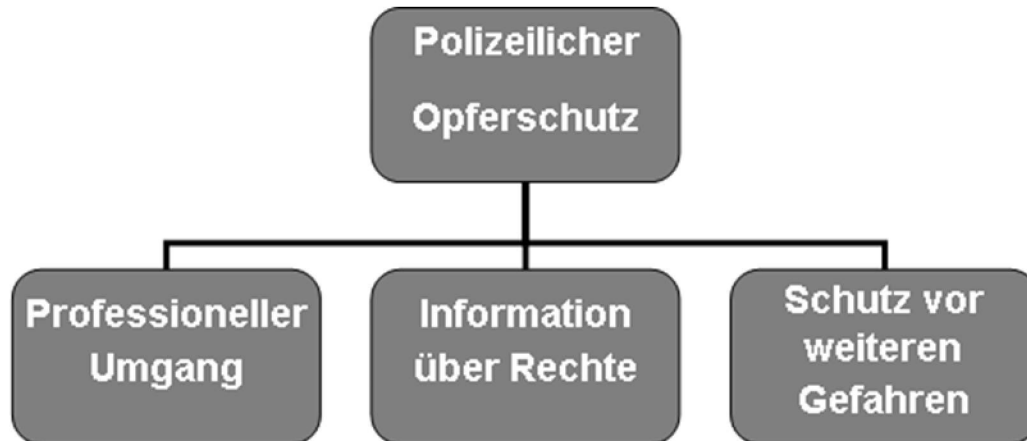 Polizeilicher
Opferschutz
Professioneller
Umgang
Information
über Rechte
Schutz vor
weiteren
Gefahren